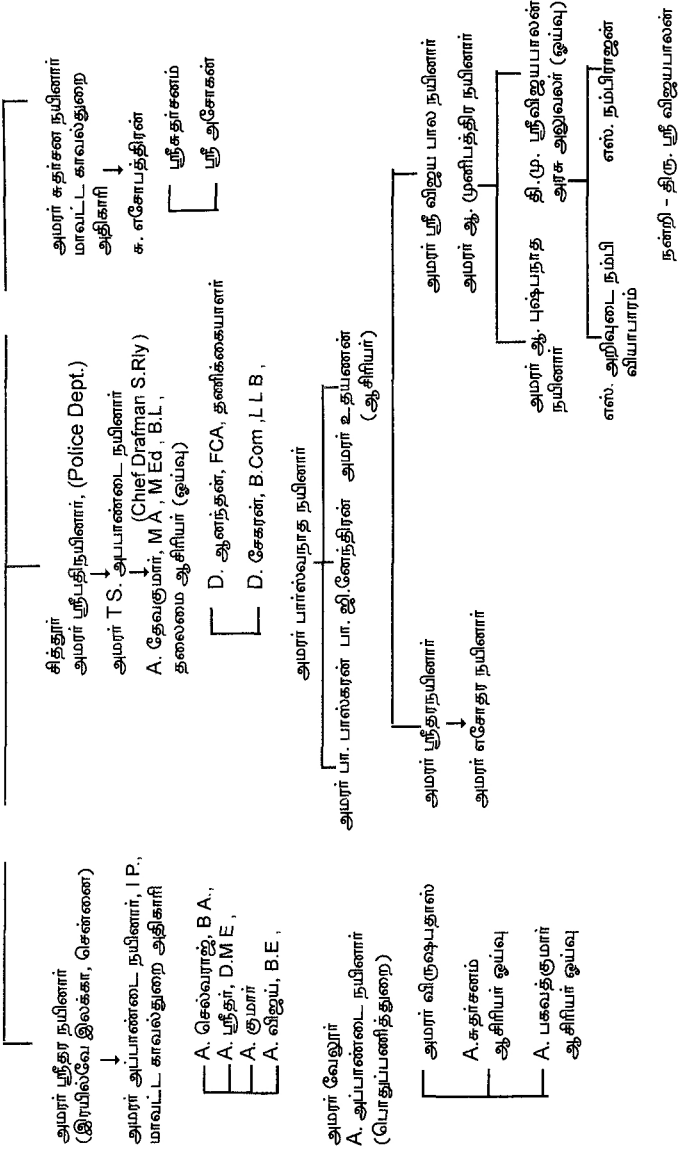 அமரர் ஸ்ரீதர நயினார்
(இரயில்வே இலக்கா, சென்னை)
அமரர் அப்பாண்டை நயினார், I P.,
மாவட்ட காவல்துறை அதிகாரி
A. செல்வராஜ், B A.,
A. ஸ்ரீதர், D.M E ,
A. குமார்
A. விஜய், B.E ,
அமரர் வேலூர்
A. அப்பாண்டை நயினார்
(பொதுப்பணித்துறை)
அமரர் விருஷபதாஸ்
A.சுதர்சனம்
ஆசிரியர் ஓய்வு
A. பகவத்குமார்
ஆசிரியர் ஓய்வு
சித்தூர்
அமரர் ஸ்ரீபதிநயினார், (Police Dept.)
அமரர் T S. அப்பாண்டை நயினார்
(Chief Drafman S.Rly )
A. தேவகுமார், M A , M Ed , B.L ,
தலைமை ஆசிரியர் (ஓய்வு)
D. ஆனந்தன், FCA, தணிக்கையாளர்
D. சேகரன், B.Com ,L L B ,
அமரர் சுதர்சன நயினார்
மாவட்ட காவல்துறை
அதிகாரி
சு. எசோபத்திரன்
ஸ்ரீசுதர்சனம்
ஸ்ரீ அசோகன்
அமரர் பார்ஸ்வநாத நயினார்
அமரர் பா. பாஸ்கரன் பா. ஜி.னேந்திரன் அமரர் உதயணன்
(ஆசிரியர்)
அமரர் ஸ்ரீதரநயினார்
அமரர் எசோதர நயினார்
அமரர் ஸ்ரீ விஜய பால நயினார்
அமரர் ஆ. முனிபத்திர நயினார்
அமரர் ஆ. புஷ்பநாத
நயினார்
தி.மு. ஸ்ரீவிஜயபாலன்
அரசு அலுவலர் (ஓய்வு)
எஸ். அறிவுடை நம்பி
வியாபாரம்
எஸ். நம்பிராஜன்
நன்றி - திரு. ஸ்ரீ விஜயபாலன்